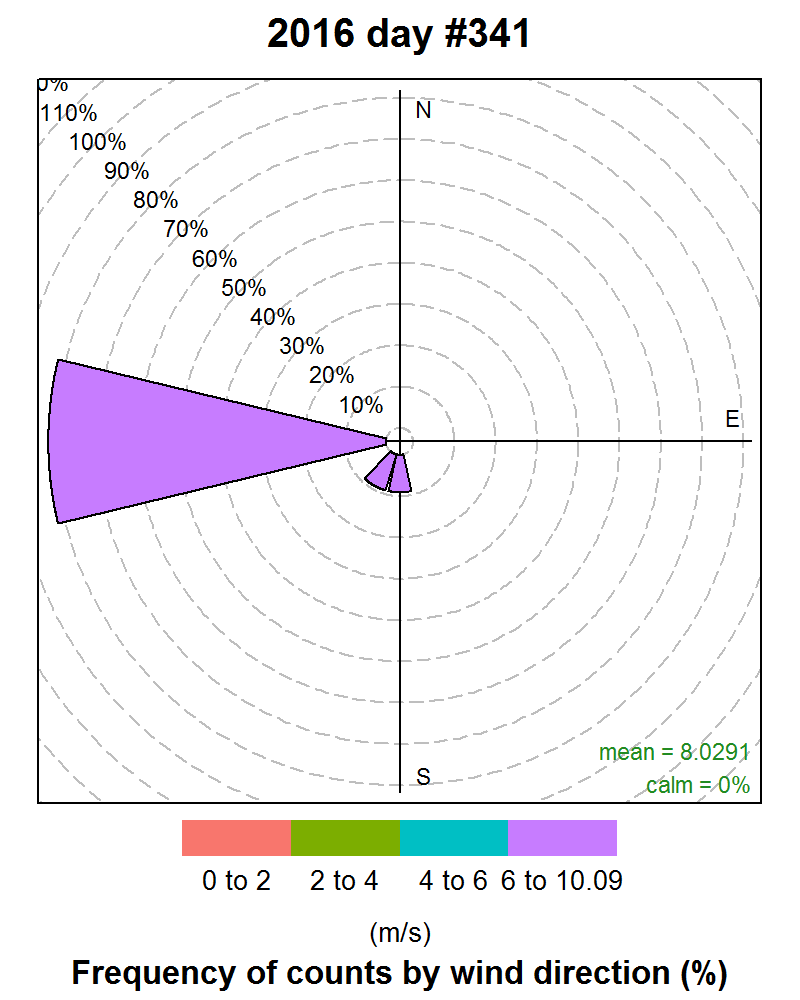 2016 day #341
0%
110%
100%
90%
80%
70%
60%
50%
40%
30%
20%
10%
N
E
S
mean = 8.0291
calm = 0%
0 to 2 2 to 4 4 to 6 6 to 10.09
(m/s)
Frequency of counts by wind direction (%)